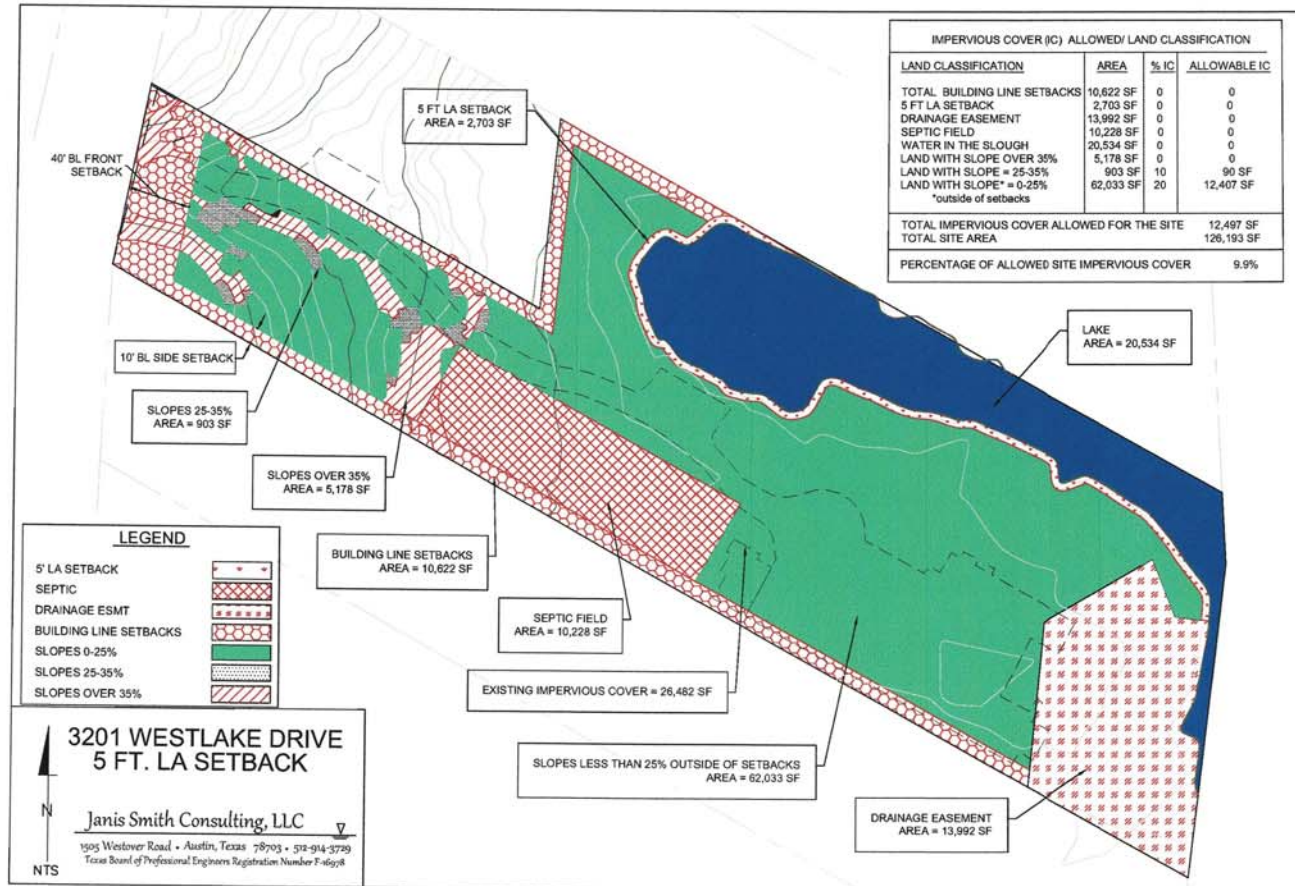 IMPERVIOUS COVER (IC) ALLOWED/ LAND CLASSIFICATION
LAND CLASSIFICATION AREA % IC ALLOWABLE IC
TOTAL BUILDING LINE SETBACKS 10,622 SF 0 0
5 FT LA SETBACK 2,703 SF 0 0
DRAINAGE EASEMENT 13,992 SF 0 0
SEPTIC FIELD 10,228 SF 0 0
WATER IN THE SLOUGH 20,534 SF 0 0
LAND WITH SLOPE OVER 35% 5,178 SF 0 0
LAND WITH SLOPE = 25-35% 903 SF 10 90 SF
LAND WITH SLOPE* = 0-25% 62,033 SF 20 12,407 SF
*outside of setbacks
TOTAL IMPERVIOUS COVER ALLOWED FOR THE SITE 12,497 SF
TOTAL SITE AREA 126,193 SF
PERCENTAGE OF ALLOWED SITE IMPERVIOUS COVER 9.9%
5 FT LA SETBACK
AREA = 2,703 SF
40' BL FRONT
SETBACK
LAKE
AREA = 20,534 SF
10' BL SIDE SETBACK
SLOPES 25-35%
AREA = 903 SF
SLOPES OVER 35%
AREA = 5,178 SF
BUILDING LINE SETBACKS
AREA = 10,622 SF
SEPTIC FIELD
AREA = 10,228 SF
EXISTING IMPERVIOUS COVER = 26,482 SF
SLOPES LESS THAN 25% OUTSIDE OF SETBACKS
AREA = 62,033 SF
DRAINAGE EASEMENT
AREA = 13,992 SF
LEGEND
5' LA SETBACK
SEPTIC
DRAINAGE ESMT
BUILDING LINE SETBACKS
SLOPES 0-25%
SLOPES 25-35%
SLOPES OVER 35%
3201 WESTLAKE DRIVE
5 FT. LA SETBACK
N
NTS
Janis Smith Consulting, LLC
1505 Westover Road • Austin, Texas 78703 • 512-914-3729
Texas Board of Professional Engineers Registration Number F-16978